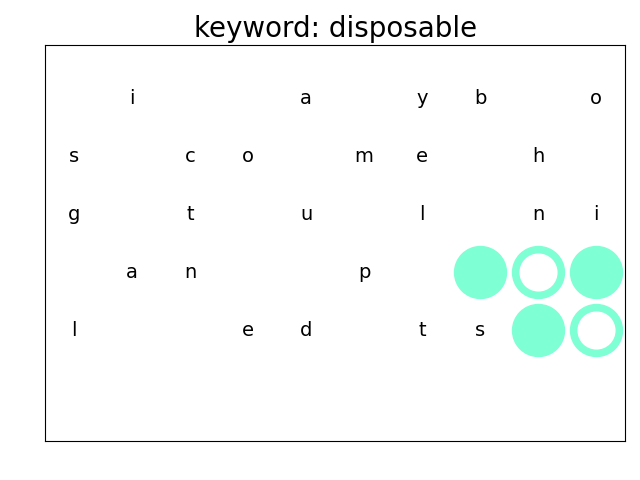 keyword: disposable
i a y b o
s c o m e h
g t u l n i
a n p
l e d t s